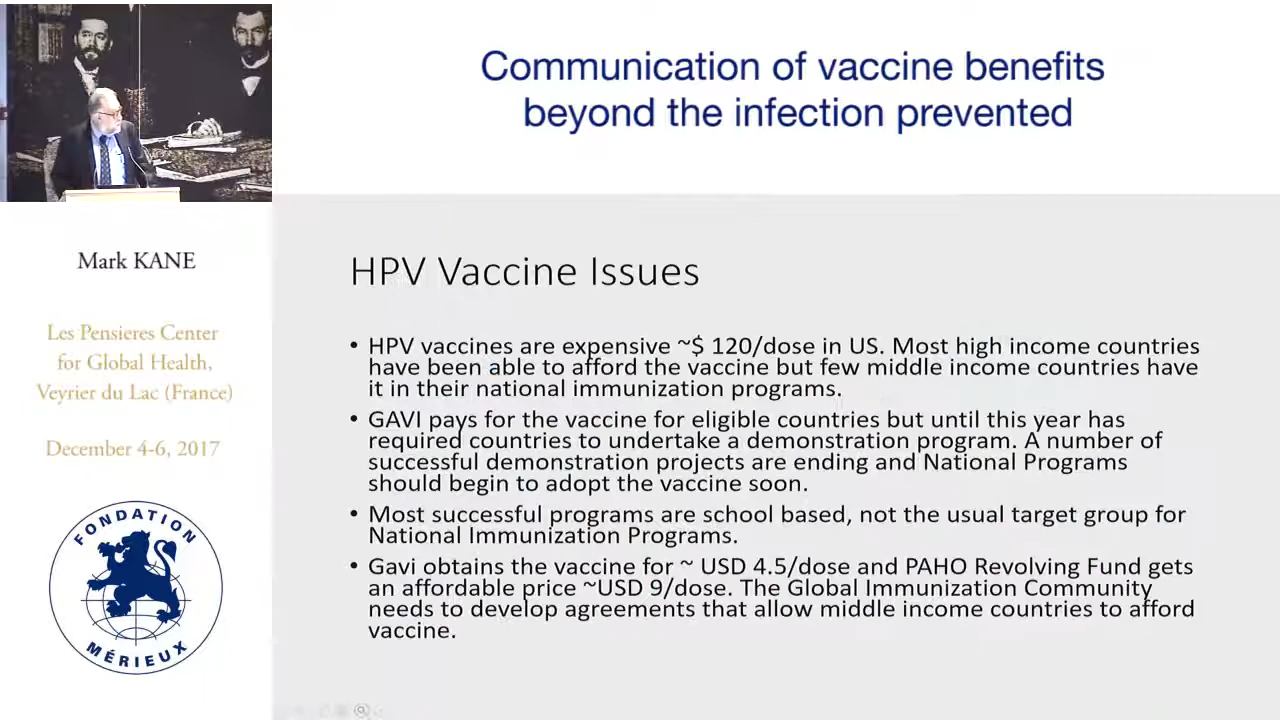 Communication of vaccine benefits
beyond the infection prevented
Mark KANE
Les Pensieres Center
for Global Health,
Veyrier du Lac (France)
December 4-6, 2017
FONDATION
MÉRIEUX
HPV Vaccine Issues
• HPV vaccines are expensive ~$ 120/dose in US. Most high income countries
have been able to afford the vaccine but few middle income countries have
it in their national immunization programs.
• GAVI pays for the vaccine for eligible countries but until this year has
required countries to undertake a demonstration program. A number of
successful demonstration projects are ending and National Programs
should begin to adopt the vaccine soon.
• Most successful programs are school based, not the usual target group for
National Immunization Programs.
• Gavi obtains the vaccine for ~ USD 4.5/dose and PAHO Revolving Fund gets
an affordable price ~USD 9/dose. The Global Immunization Community
needs to develop agreements that allow middle income countries to afford
vaccine.